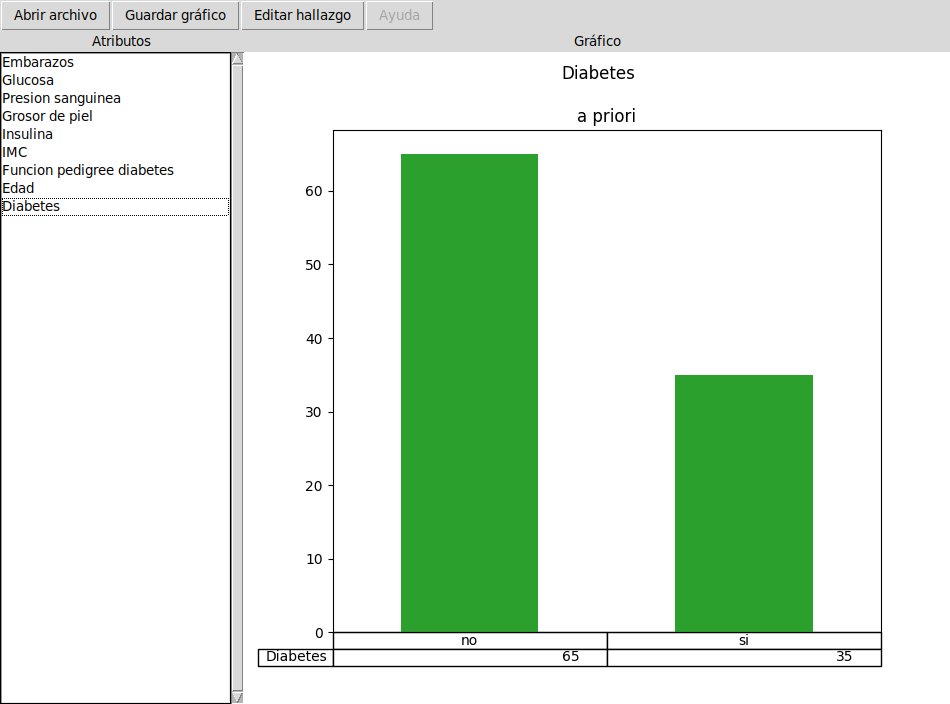 Abrir archivo Guardar gráfico Editar hallazgo Ayuda
Atributos
Embarazos
Glucosa
Presion sanguinea
Grosor de piel
Insulina
IMC
Funcion pedigree diabetes
Edad
Diabetes
Gráfico
Diabetes
a priori
60
50
40
30
20
10
0
no si
Diabetes 65 35